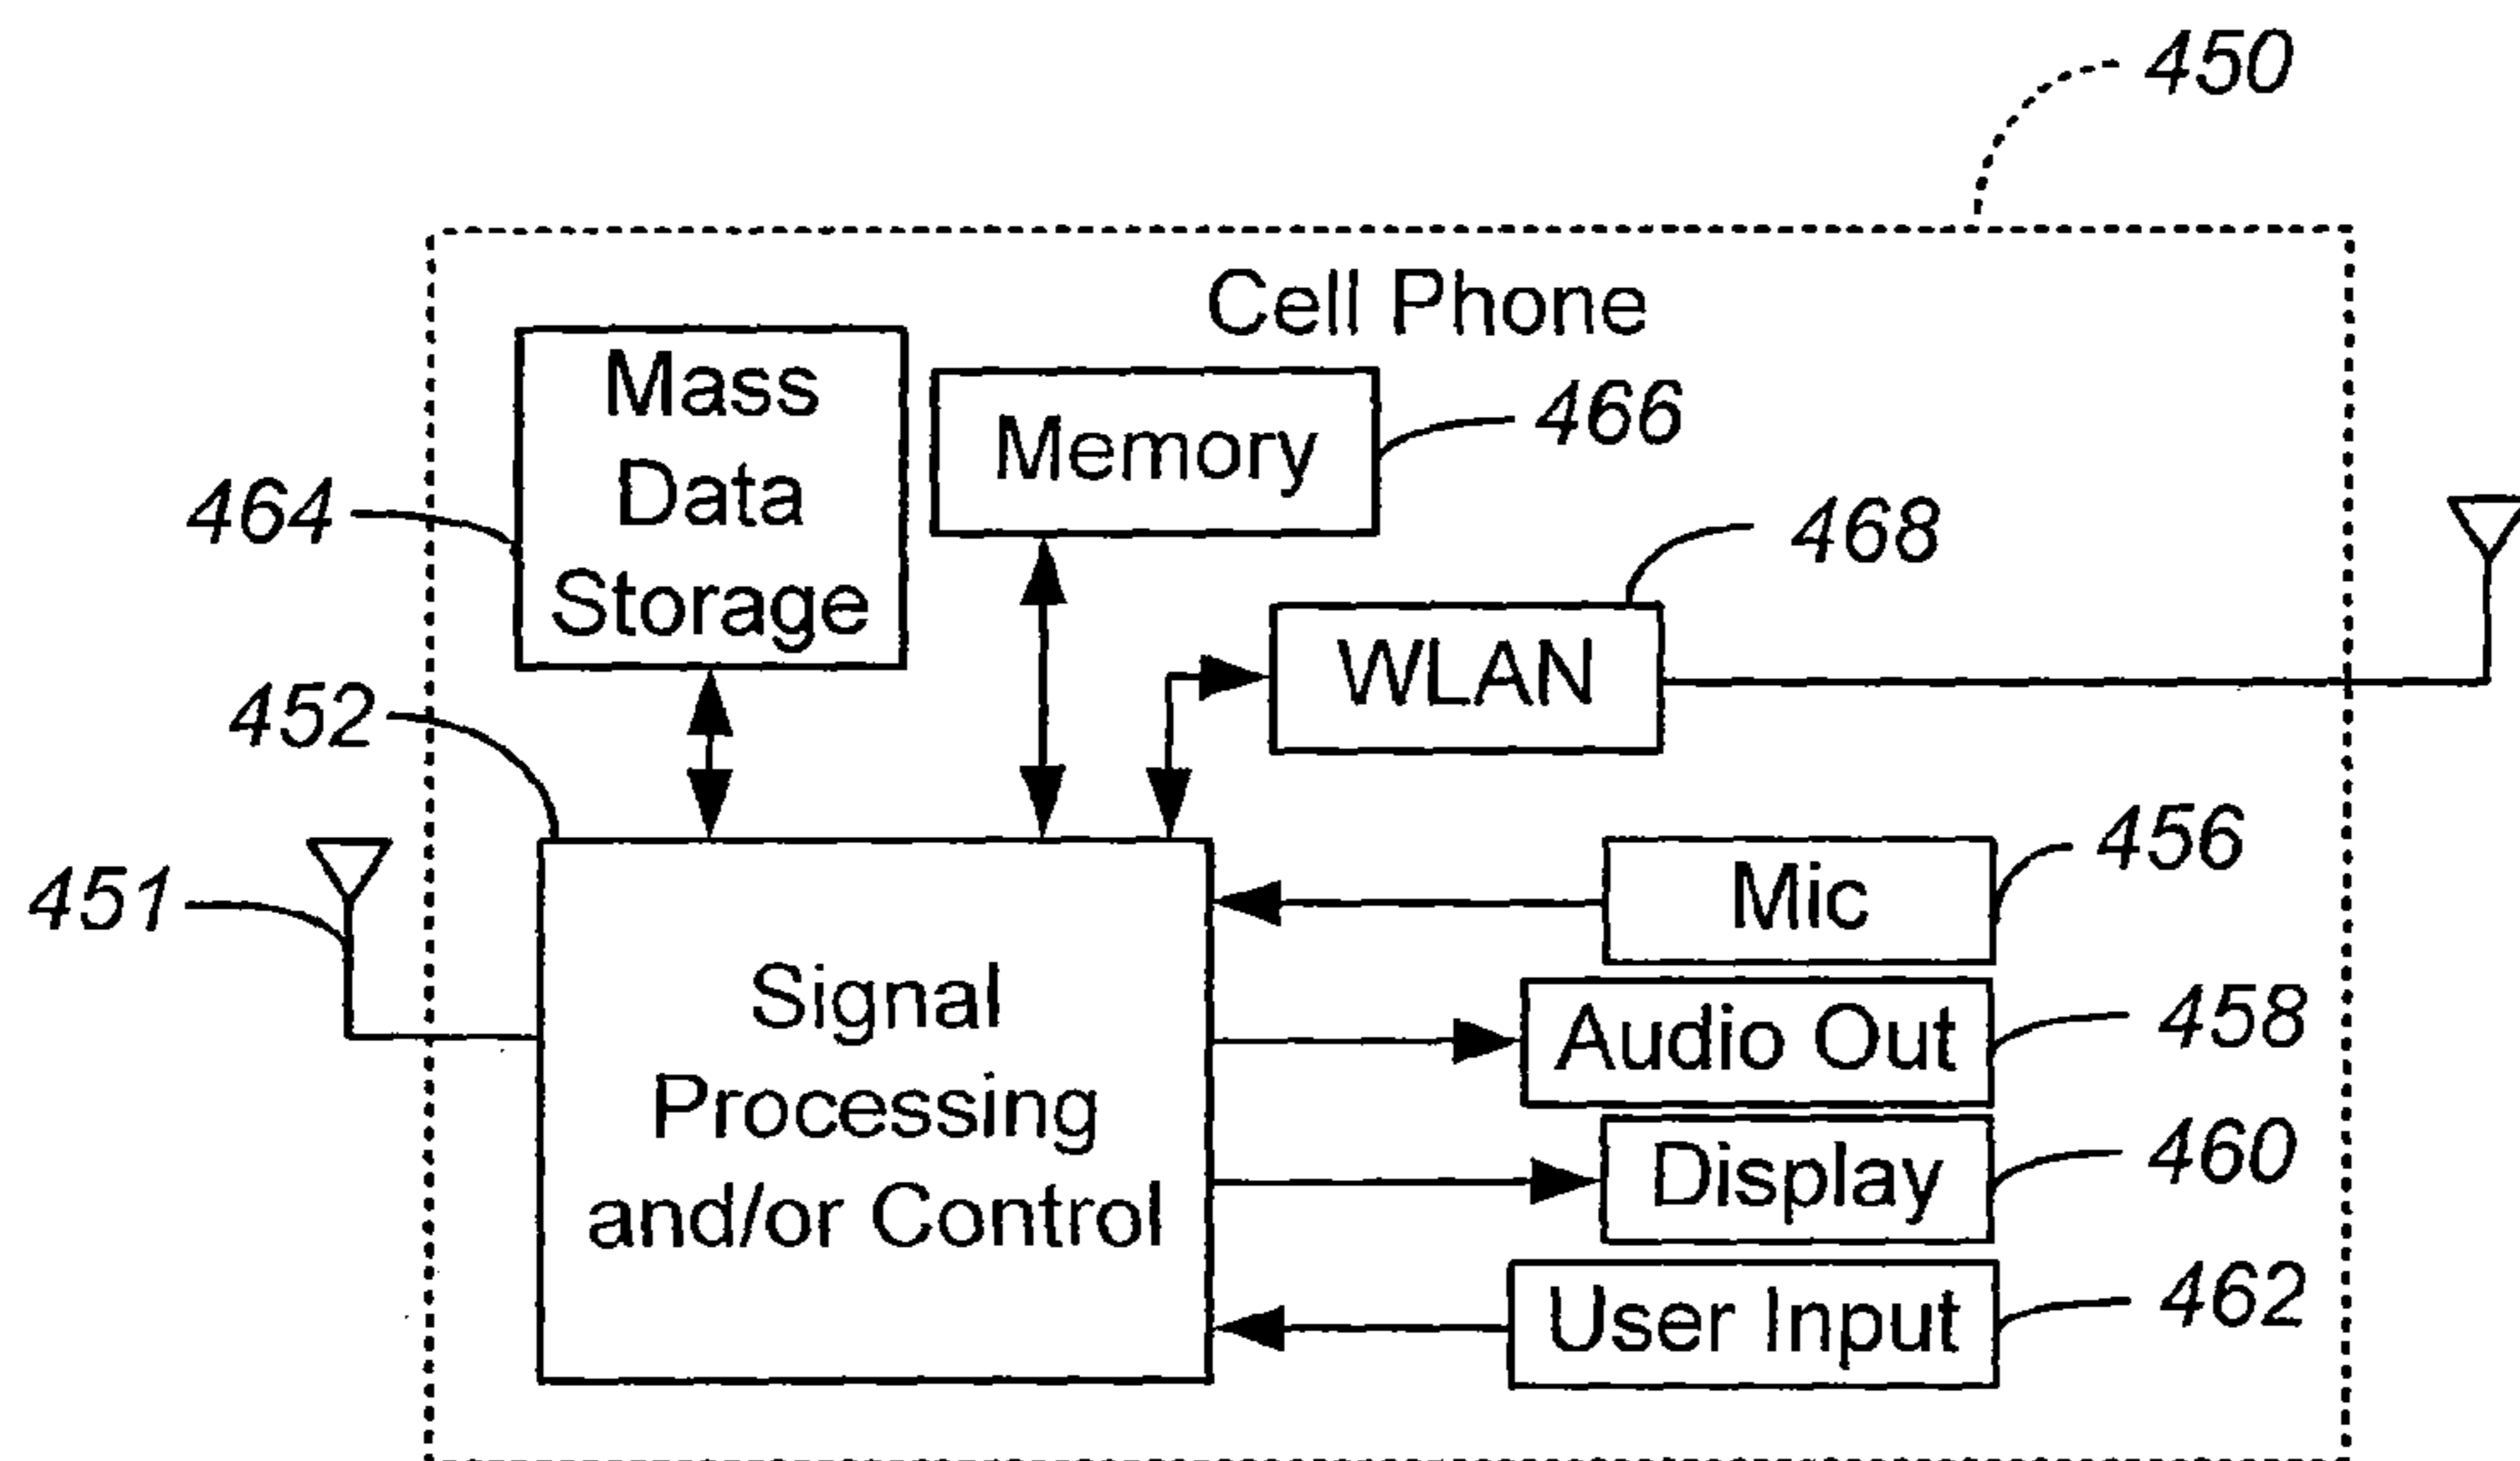 450
Cell Phone
Mass
Data
Storage
Memory
466
464
468
WLAN
452
456
Mic
451
Signal
Processing
and/or Control
458
Audio Out
460
Display
462
User Input